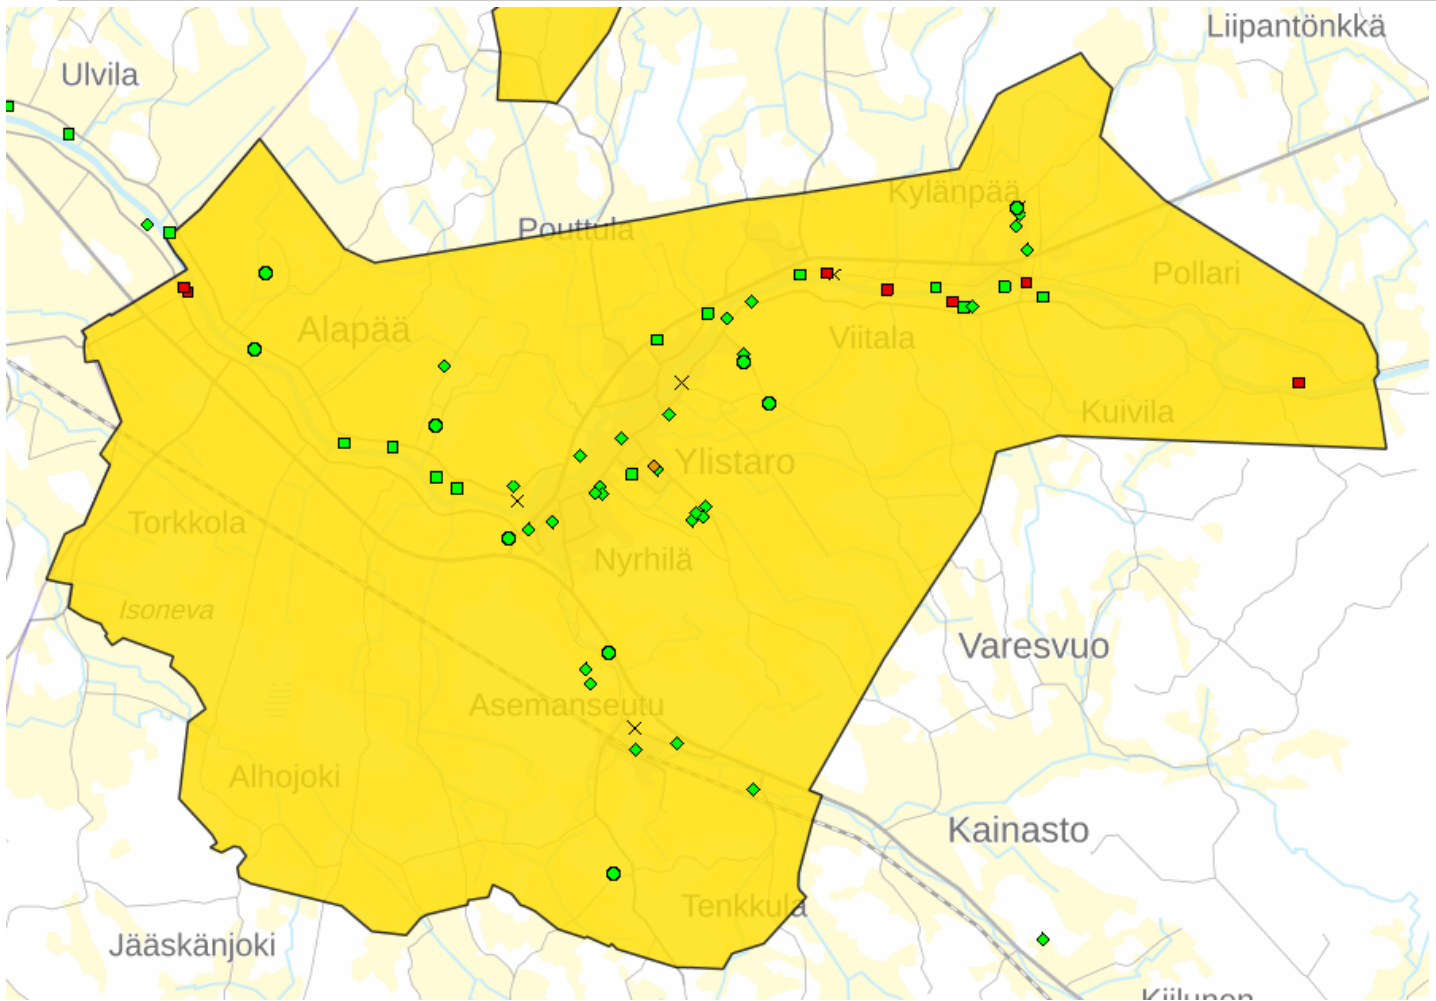 Liipantönkkä
Ulvila
Kylänpää
Pouttula
Pollari
Alapää
Viitala
Kuivila
Ylistaro
Torkkola
Nyrhilä
Isoneva
Varesvuo
Asemanseutu
Alhojoki
Kainasto
Tenkkula
Jääskänjoki